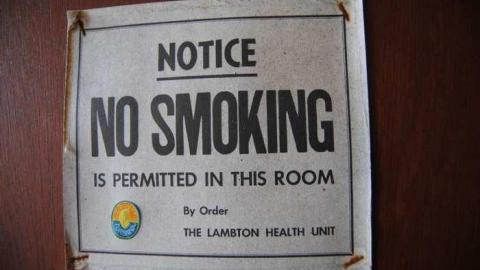 NOTICE
NO SMOKING
IS PERMITTED IN THIS ROOM
By Order
THE LAMBTON HEALTH UNIT